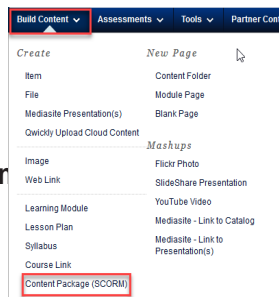 Build Content Assessments Tools Partner Cont
Create
Item
File
Mediasite Presentation(s)
Qwickly Upload Cloud Content
Image
Web Link
Learning Module
Lesson Plan
Syllabus
Course Link
Content Package (SCORM)
New Page
Content Folder
Module Page
Blank Page
Mashups
Flickr Photo
SlideShare Presentation
YouTube Video
Mediasite - Link to Catalog
Mediasite - Link to
Presentation(s)